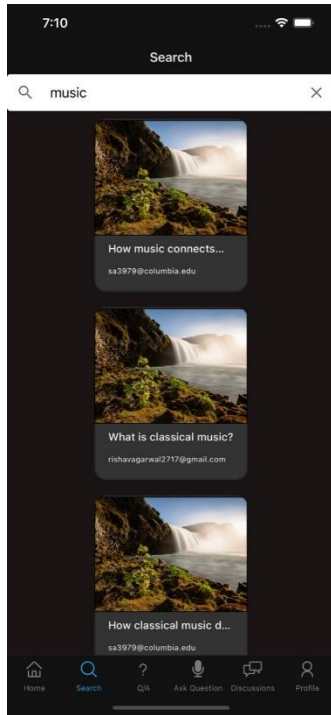 7:10
Search
music
How music connects...
sa3979@columbia.edu
What is classical music?
rishavagarwal2717@gmail.com
How classical music d...
sa3979@columbia.edu
Home Search Q/A Ask Question Discussions Profile